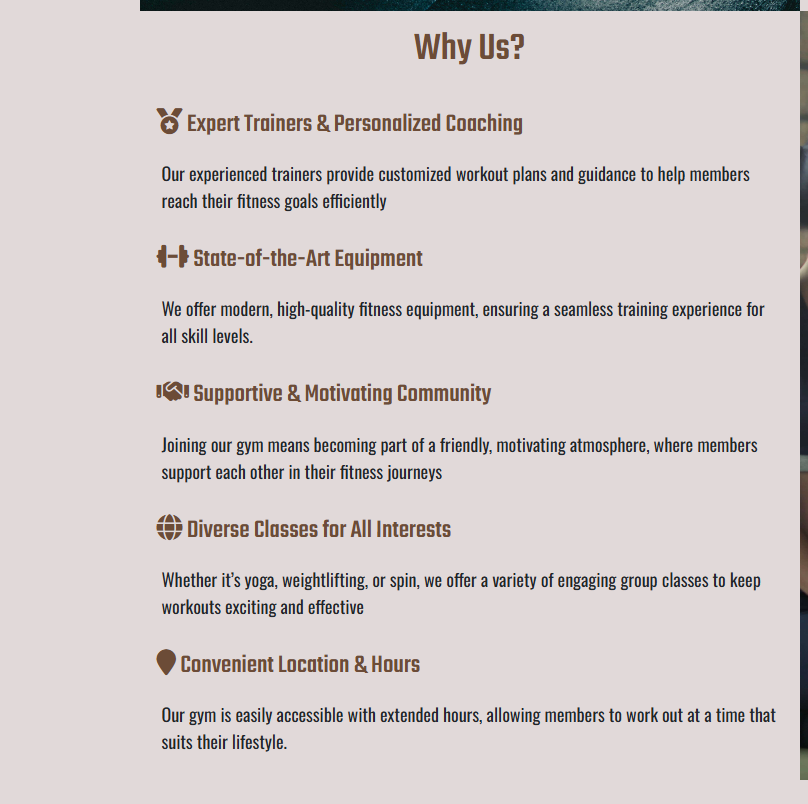 Why Us?
Expert Trainers & Personalized Coaching
Our experienced trainers provide customized workout plans and guidance to help members
reach their fitness goals efficiently
State-of-the-Art Equipment
We offer modern, high-quality fitness equipment, ensuring a seamless training experience for
all skill levels.
Supportive & Motivating Community
Joining our gym means becoming part of a friendly, motivating atmosphere, where members
support each other in their fitness journeys
Diverse Classes for All Interests
Whether it’s yoga, weightlifting, or spin, we offer a variety of engaging group classes to keep
workouts exciting and effective
Convenient Location & Hours
Our gym is easily accessible with extended hours, allowing members to work out at a time that
suits their lifestyle.